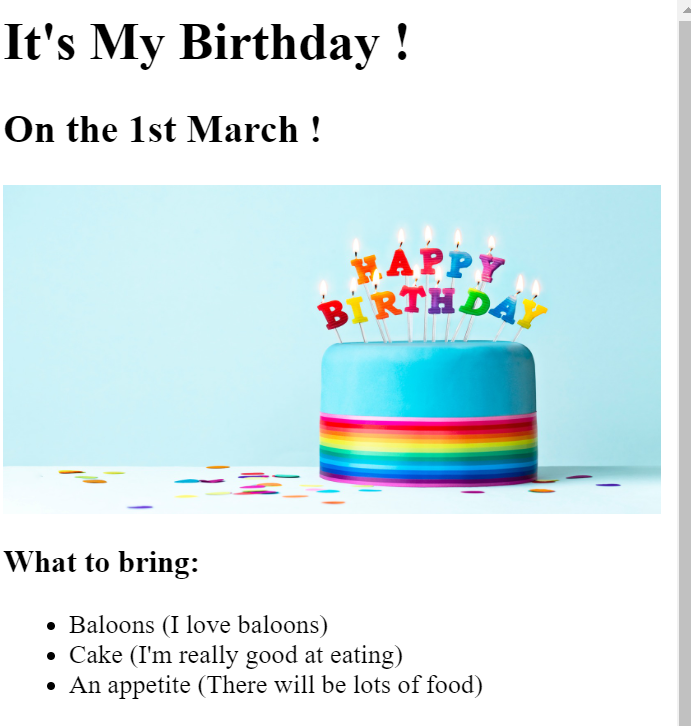 It's My Birthday !
On the 1st March !
HAPPY
BIRTHDAY
What to bring:
Baloons (I love baloons)
Cake (I'm really good at eating)
An appetite (There will be lots of food)